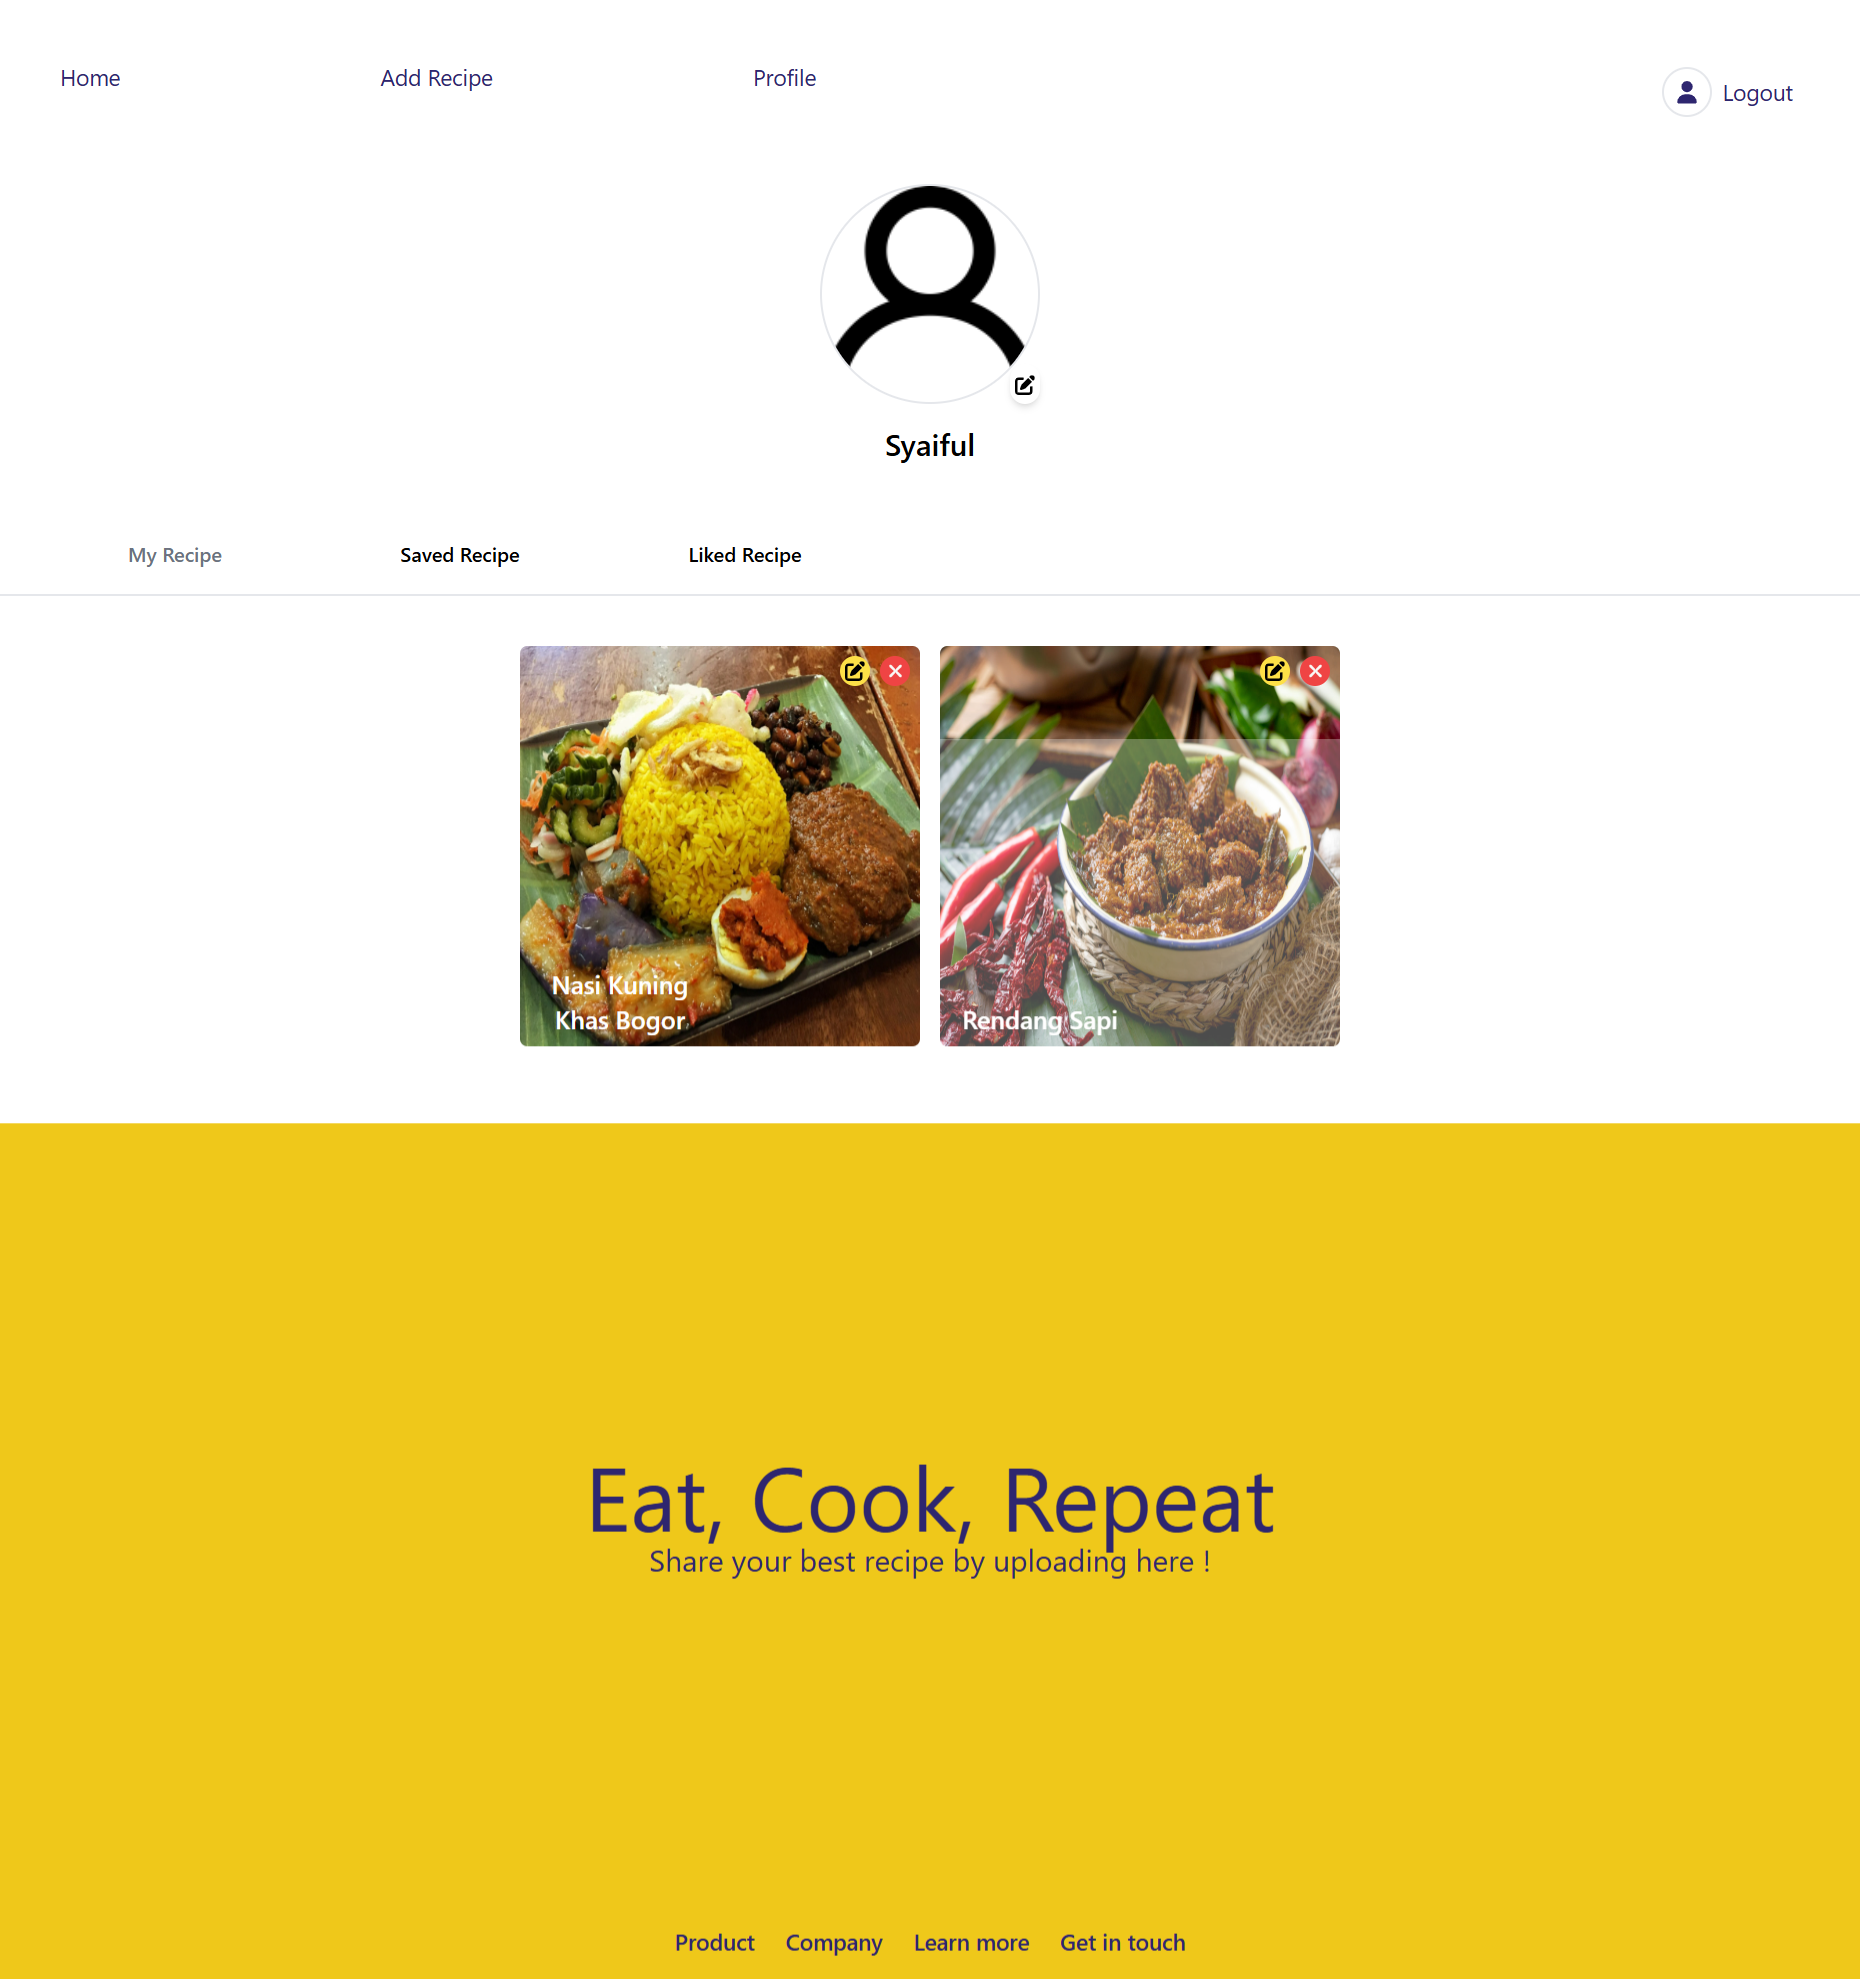 Home
Add Recipe
Profile
Logout
Syaiful
My Recipe
Saved Recipe
Liked Recipe
Nasi Kuning
Khas Bogor
Rendang Sapi
Eat, Cook, Repeat
Share your best recipe by uploading here !
Product
Company
Learn more
Get in touch